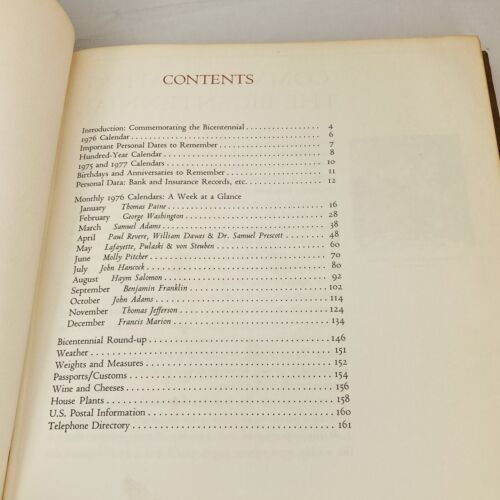 CONTENTS
Introduction: Commemorating the Bicentennial . . . . . . . . . . . . . . . . 4
1976 Calendar . . . . . . . . . . . . . . . . 6
Important Personal Dates to Remember . . . . . . . . . . . . . . . . 7
Hundred-Year Calendar . . . . . . . . . . . . . . . . 8
1975 and 1977 Calendars . . . . . . . . . . . . . . . . 10
Birthdays and Anniversaries to Remember . . . . . . . . . . . . . . . . 11
Personal Data: Bank and Insurance Records, etc. . . . . . . . . . . . . . . . . 12
Monthly 1976 Calendars: A Week at a Glance
January Thomas Paine . . . . . . . . . . . . . . . . 16
February George Washington . . . . . . . . . . . . . . . . 28
March Samuel Adams . . . . . . . . . . . . . . . . 38
April Paul Revere, William Dawes & Dr. Samuel Prescott . . . . . 48
May Lafayette, Pulaski & von Steuben . . . . . . . . . . . . . . . . 60
June Molly Pitcher . . . . . . . . . . . . . . . . 70
July John Hancock . . . . . . . . . . . . . . . . 80
August Haym Salomon . . . . . . . . . . . . . . . . 92
September Benjamin Franklin . . . . . . . . . . . . . . . . 102
October John Adams . . . . . . . . . . . . . . . . 114
November Thomas Jefferson . . . . . . . . . . . . . . . . 124
December Francis Marion . . . . . . . . . . . . . . . . 134
Bicentennial Round-up . . . . . . . . . . . . . . . . 146
Weather . . . . . . . . . . . . . . . . 151
Weights and Measures . . . . . . . . . . . . . . . . 152
Passports/Customs . . . . . . . . . . . . . . . . 154
Wine and Cheeses . . . . . . . . . . . . . . . . 156
House Plants . . . . . . . . . . . . . . . . 158
U.S. Postal Information . . . . . . . . . . . . . . . . 160
Telephone Directory . . . . . . . . . . . . . . . . 161